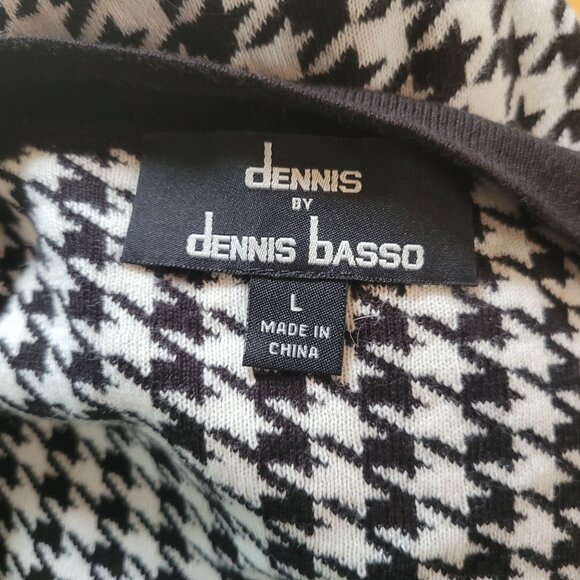 dENNIS
BY
dENNIS bASSO
L
MADE IN
CHINA